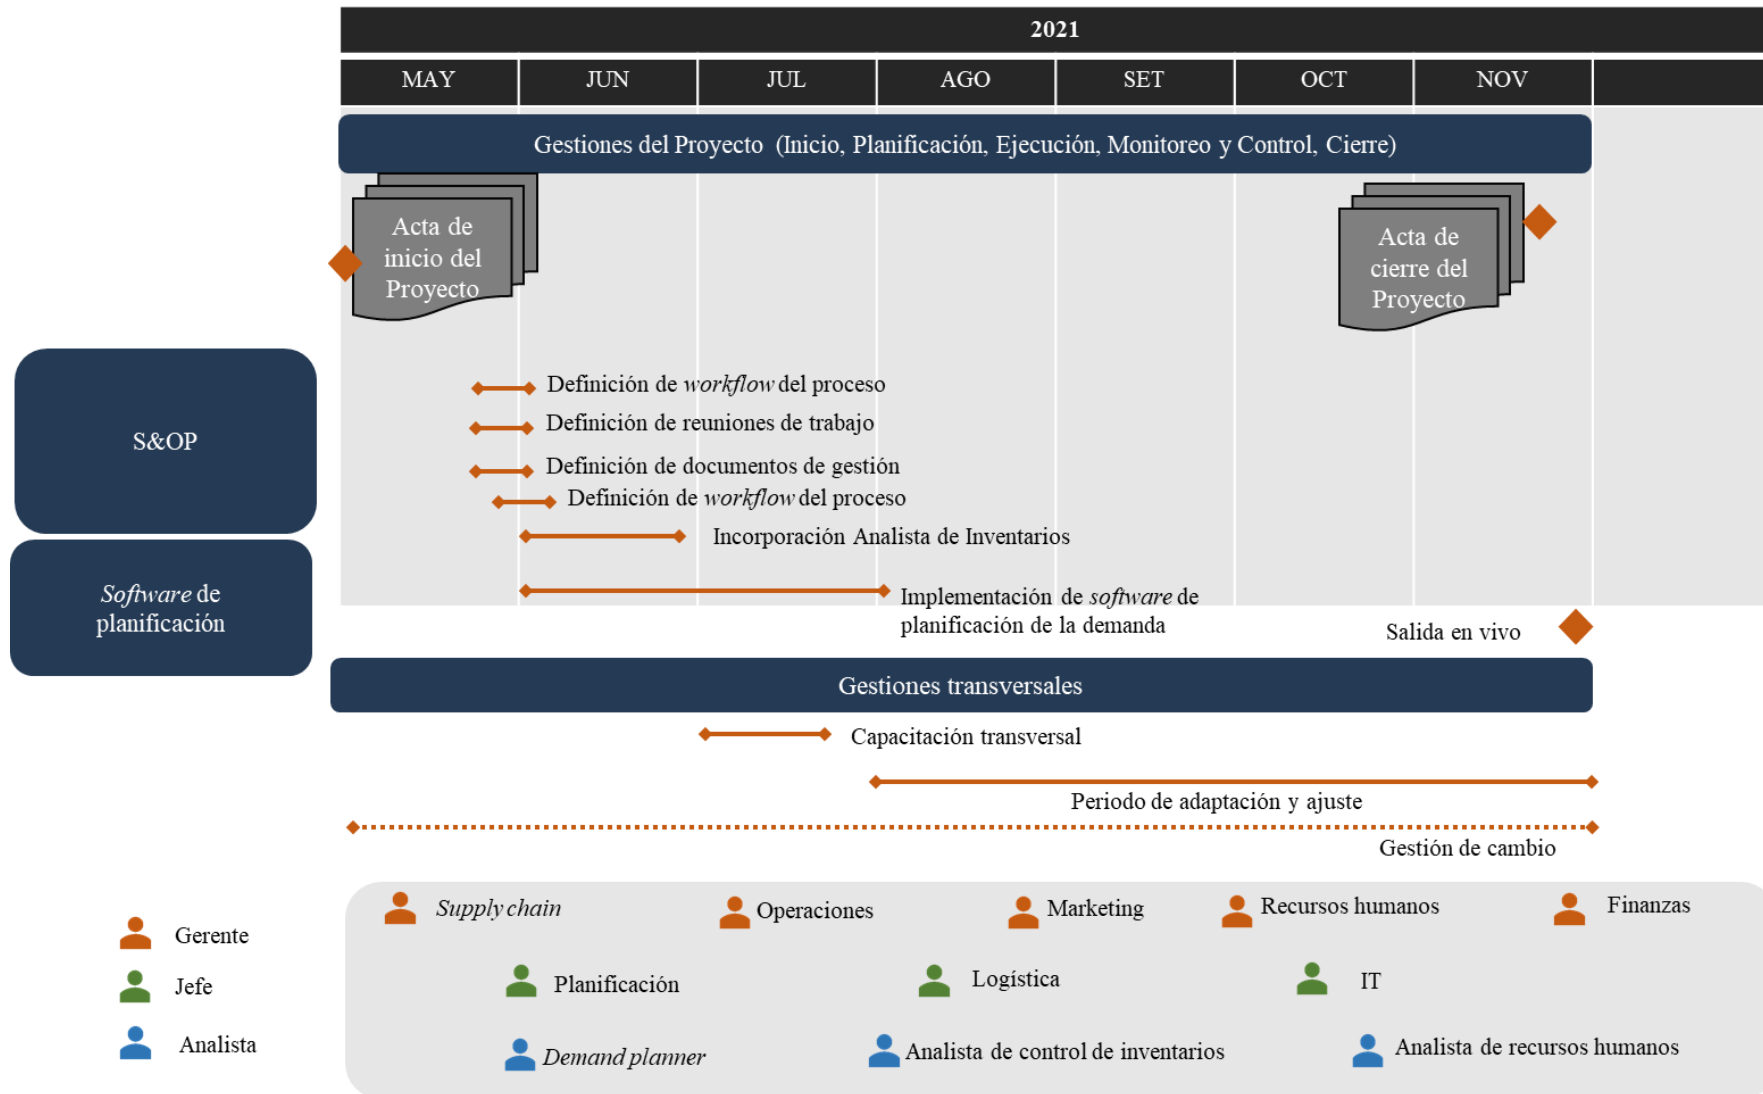 2021
MAY JUN JUL AGO SET OCT NOV
Gestiones del Proyecto (Inicio, Planificación, Ejecución, Monitoreo y Control, Cierre)
Acta de
inicio del
Proyecto
Acta de
cierre del
Proyecto
S&OP
Definición de workflow del proceso
Definición de reuniones de trabajo
Definición de documentos de gestión
Definición de workflow del proceso
Incorporación Analista de Inventarios
Software de
planificación
Implementación de software de
planificación de la demanda
Salida en vivo
Gestiones transversales
Capacitación transversal
Periodo de adaptación y ajuste
Gestión de cambio
Gerente
Jefe
Analista
Supply chain Operaciones Marketing Recursos humanos Finanzas
Planificación Logística IT
Demand planner Analista de control de inventarios Analista de recursos humanos